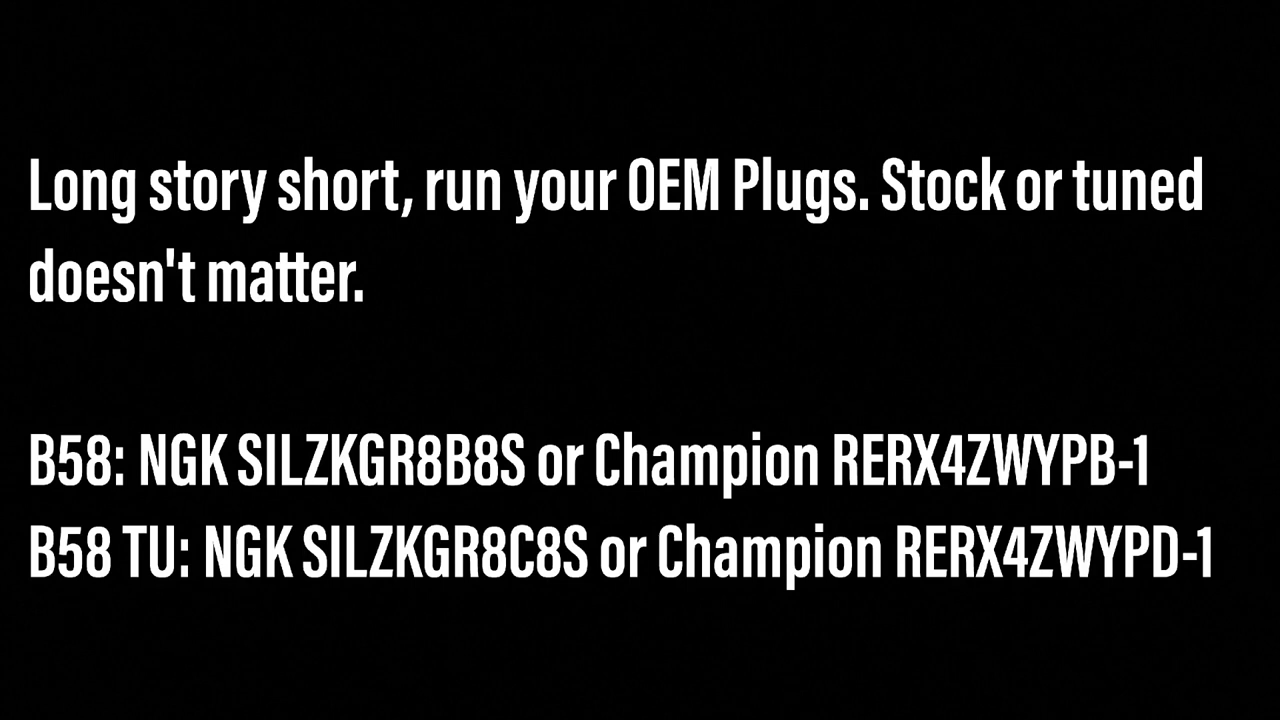 Long story short, run your OEM Plugs. Stock or tuned
doesn't matter.
B58: NGK SILZKGR8B8S or Champion RERX4ZWYPB-1
B58 TU: NGK SILZKGR8C8S or Champion RERX4ZWYPD-1